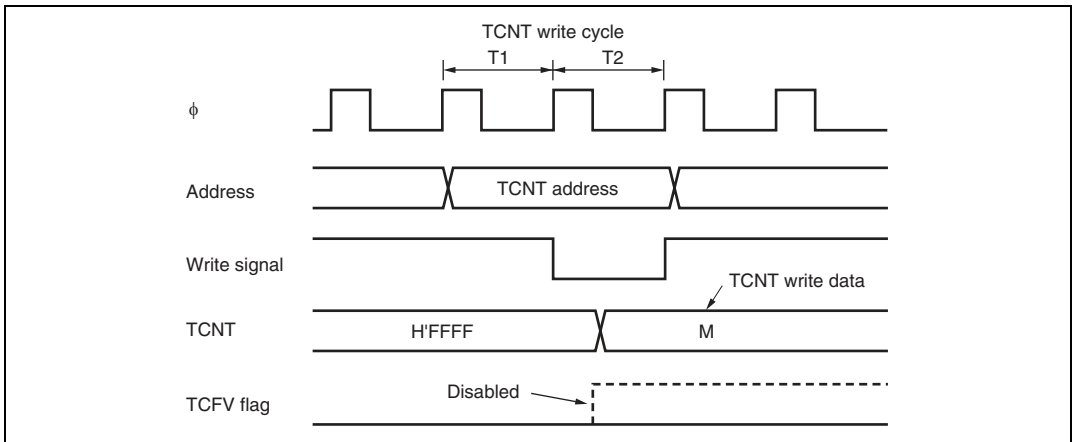 TCNT write cycle
T1 T2
ϕ
Address TCNT address
Write signal
TCNT write data
TCNT H'FFFF M
Disabled
TCFV flag